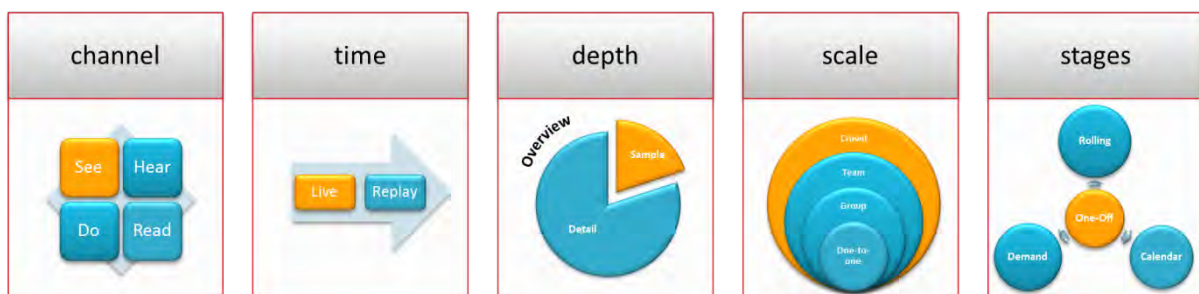 channel
See
Hear
Do
Read
time
Live
Replay
depth
Overview
Sample
Detail
scale
Crowd
Team
Group
One-to-
one
stages
Rolling
One-Off
Demand
Calendar